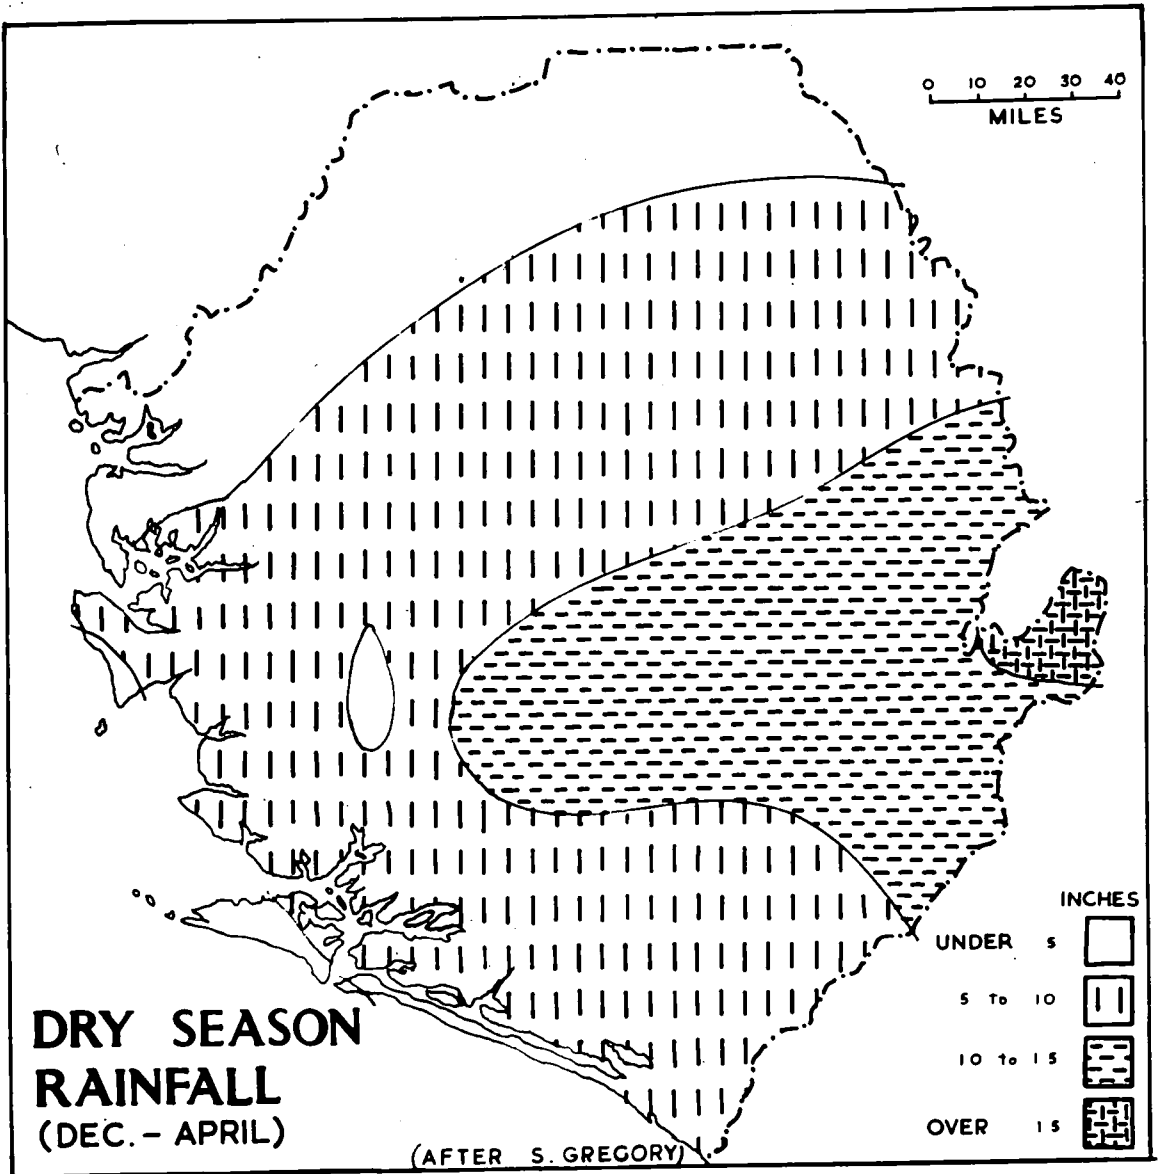 0 10 20 30 40
MILES
INCHES
UNDER 5
5 To 10
10 to 15
OVER 15
DRY SEASON
RAINFALL
(DEC. - APRIL)
(AFTER S. GREGORY)